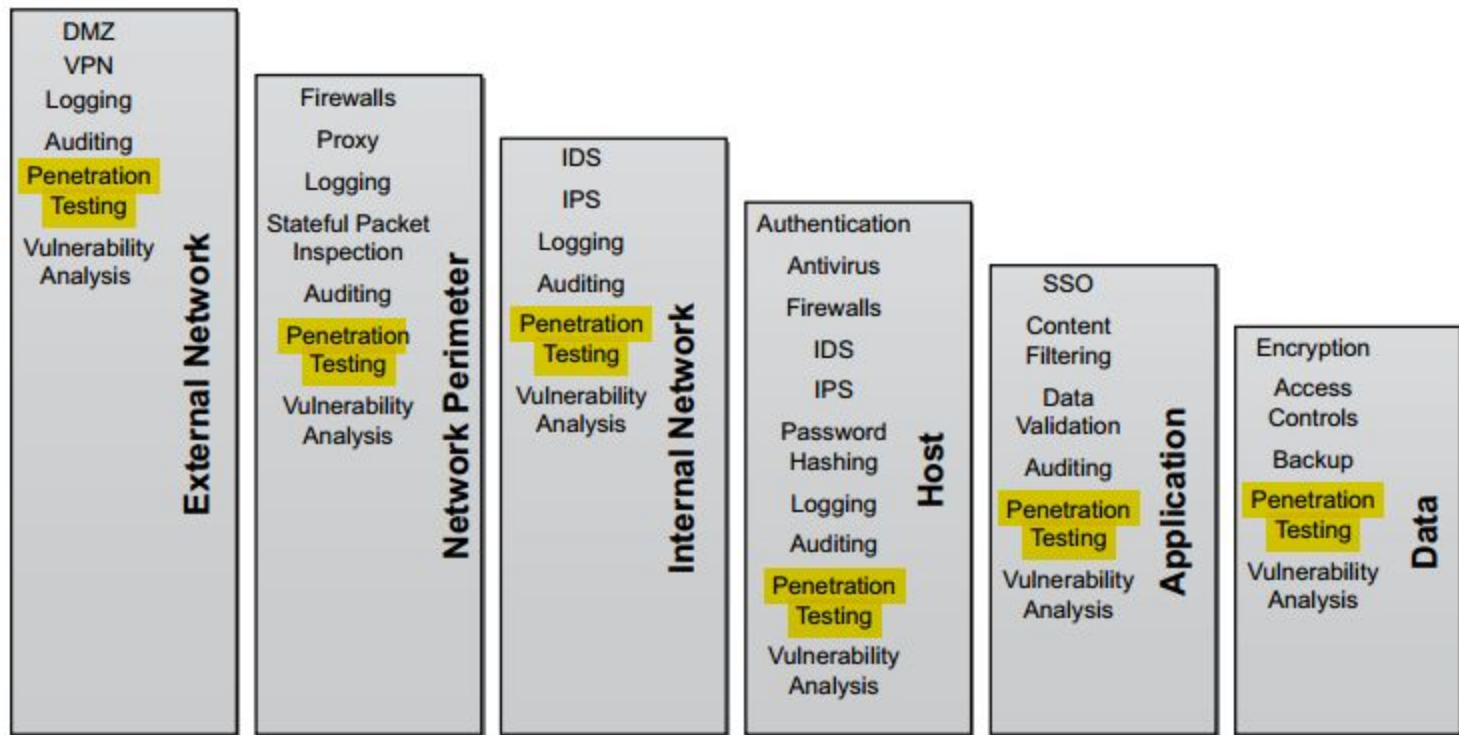 DMZ
VPN
Logging
Auditing
Penetration
Testing
Vulnerability
Analysis
External Network
Firewalls
Proxy
Logging
Stateful Packet
Inspection
Auditing
Penetration
Testing
Vulnerability
Analysis
Network Perimeter
IDS
IPS
Logging
Auditing
Penetration
Testing
Vulnerability
Analysis
Internal Network
Authentication
Antivirus
Firewalls
IDS
IPS
Password
Hashing
Logging
Auditing
Penetration
Testing
Vulnerability
Analysis
Host
SSO
Content
Filtering
Data
Validation
Auditing
Penetration
Testing
Vulnerability
Analysis
Application
Encryption
Access
Controls
Backup
Penetration
Testing
Vulnerability
Analysis
Data